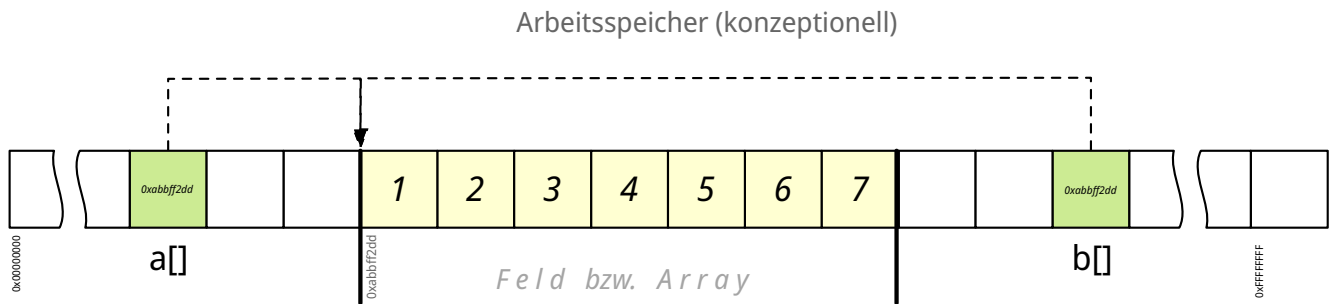 Arbeitsspeicher (konzeptionell)
0xabbff2dd
1 2 3 4 5 6 7
0xabbff2dd
0x00000000
a[]
0xabbff2dd
Feld bzw. Array
b[]
0xFFFFFFFF